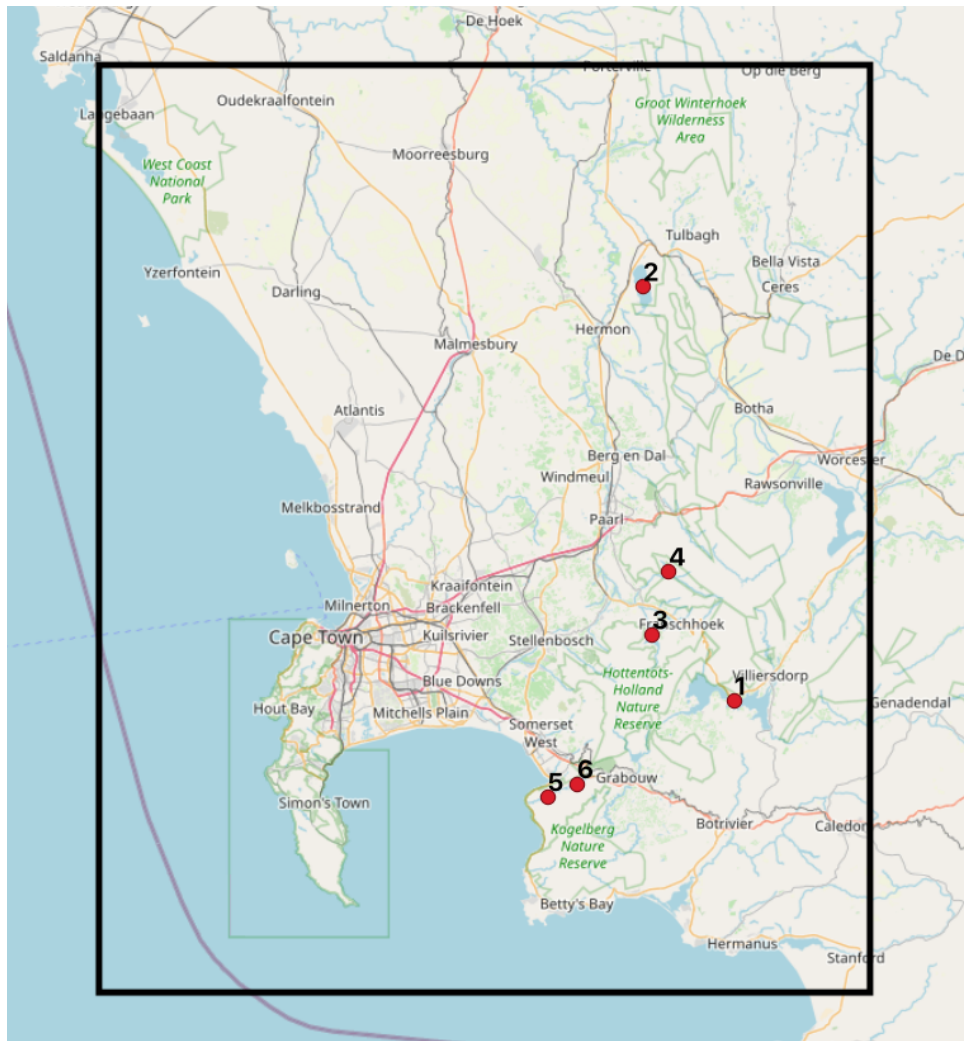 De Hoek
Saldanha
Porterville
Op die Berg
Langebaan
Oudekraalfontein
Groot Winterhoek
Wilderness
Area
Moorreesburg
West Coast
National
Park
Tulbagh
Yzerfontein
Bella Vista
2
Ceres
Darling
Hermon
Malmesbury
De D
Atlantis
Botha
Berg en Dal
Worcester
Windmeul
Rawsonville
Melkbosstrand
Paarl
4
Kraaifontein
Milnerton
Brackenfell
3
Franschhoek
Cape Town
Kuilsrivier
Stellenbosch
Hottentots-
Holland
Nature
Reserve
Villiersdorp
Blue Downs
1
Genadendal
Hout Bay
Mitchells Plain
Somerset
West
6
Grabouw
5
Simon's Town
Botrivier
Caledon
Kogelberg
Nature
Reserve
Betty's Bay
Hermanus
Stanford